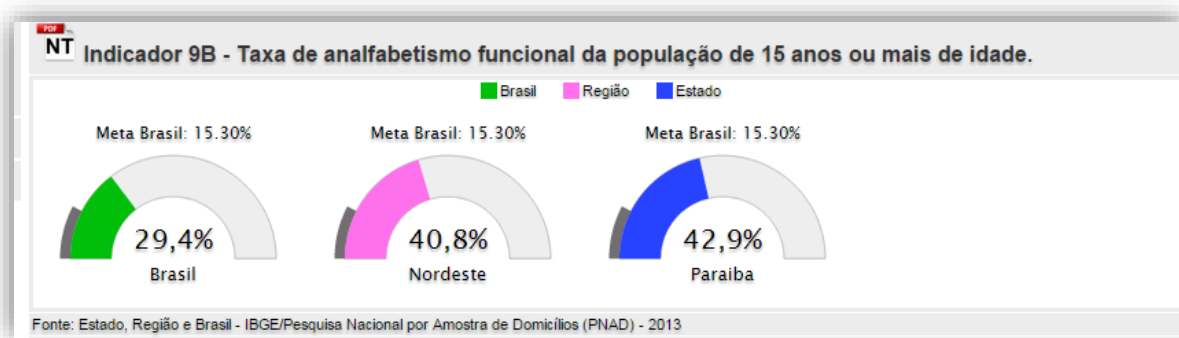 PDF
NT
Indicador 9B - Taxa de analfabetismo funcional da população de 15 anos ou mais de idade.
Brasil Região Estado
Meta Brasil: 15.30% Meta Brasil: 15.30% Meta Brasil: 15.30%
29,4% 40,8% 42,9%
Brasil Nordeste Paraiba
Fonte: Estado, Região e Brasil - IBGE/Pesquisa Nacional por Amostra de Domicílios (PNAD) - 2013